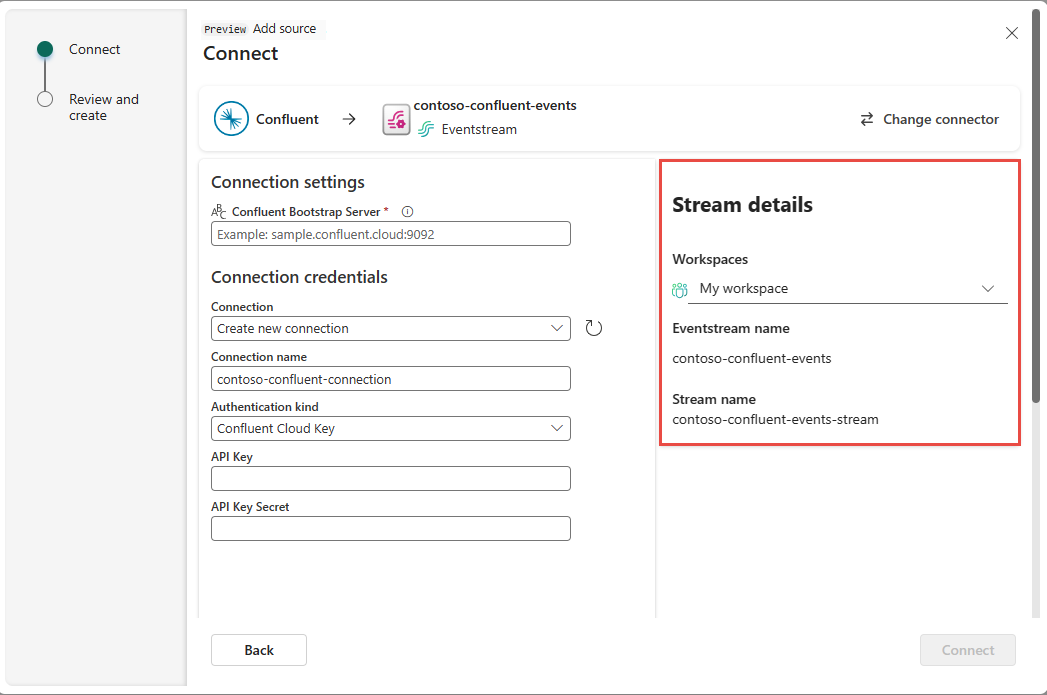 Connect
Review and
create
Preview Add source
Connect
Confluent
contoso-confluent-events
Eventstream
Change connector
Connection settings
ABC Confluent Bootstrap Server *
Example: sample.confluent.cloud:9092
Connection credentials
Connection
Create new connection
Connection name
contoso-confluent-connection
Authentication kind
Confluent Cloud Key
API Key
API Key Secret
Stream details
Workspaces
My workspace
Eventstream name
contoso-confluent-events
Stream name
contoso-confluent-events-stream
Back
Connect